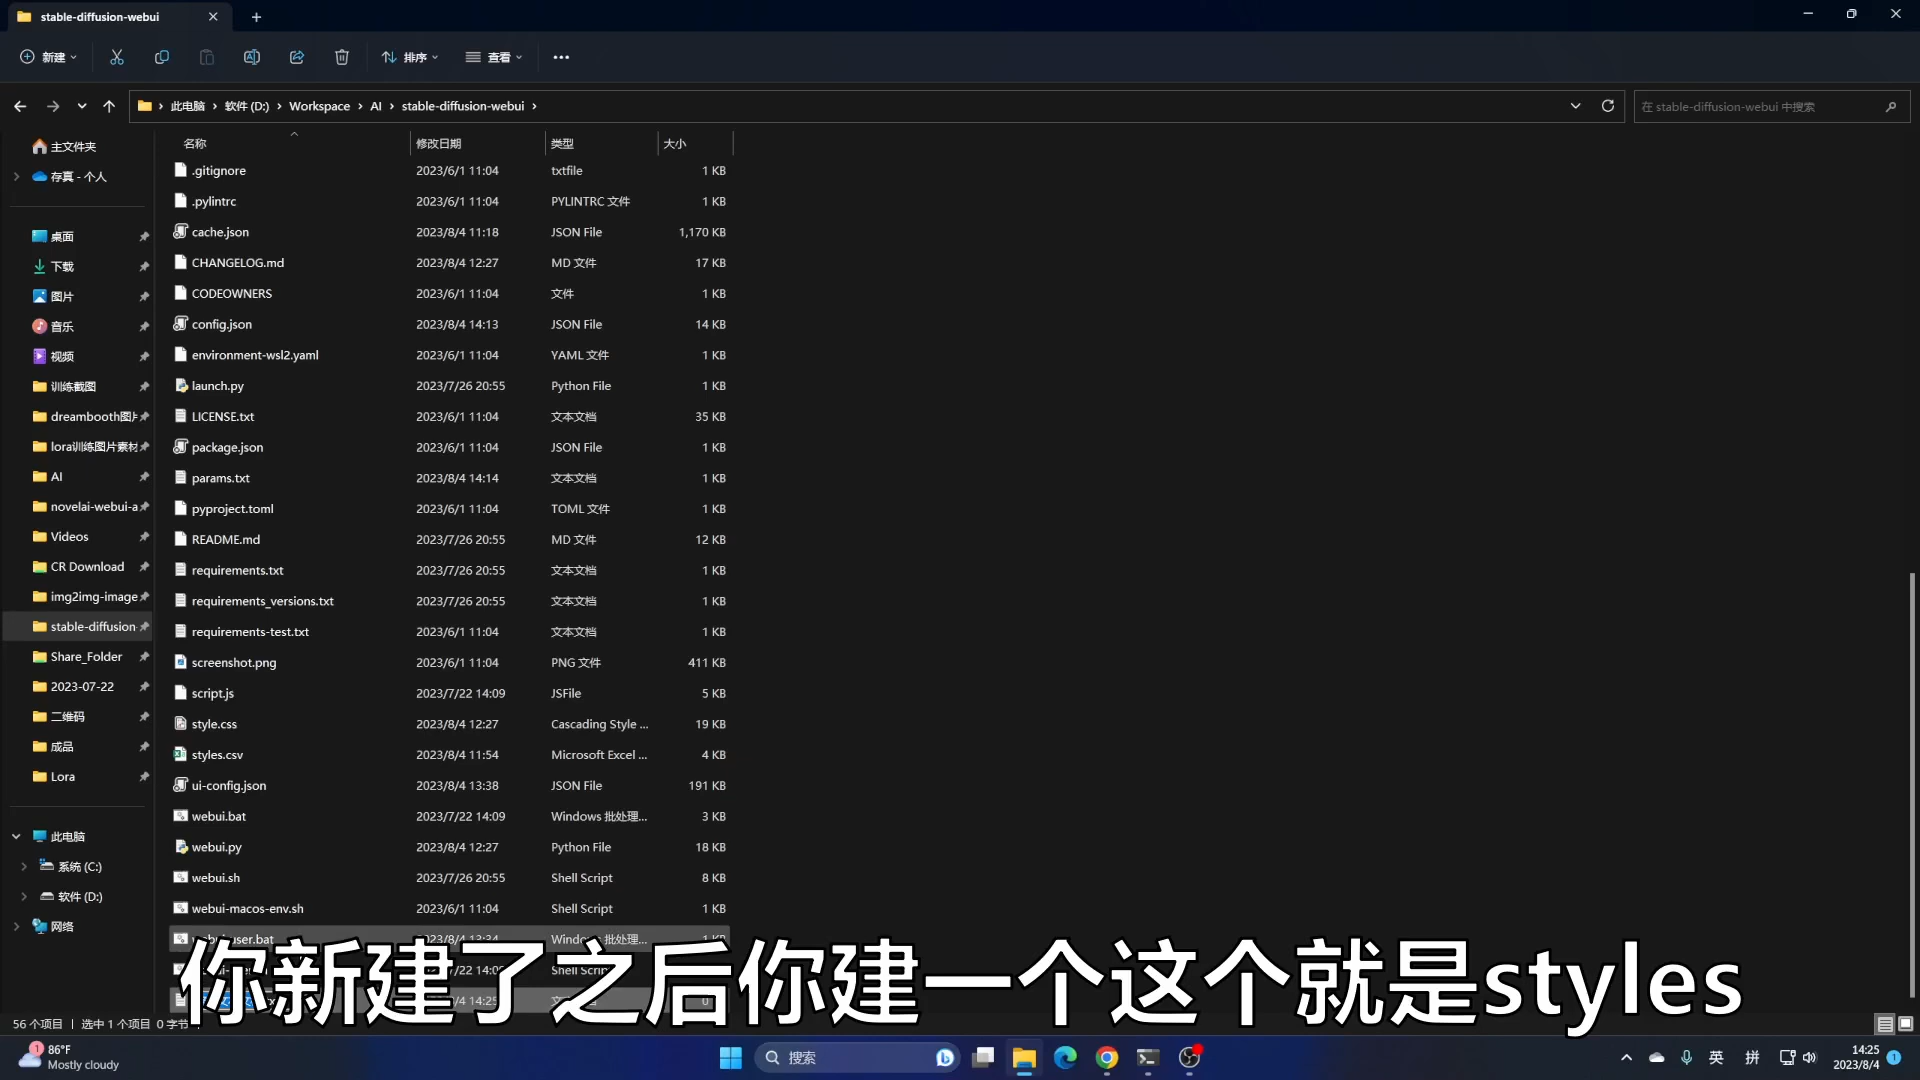 stable-diffusion-webui
新建
排序
查看
此电脑 > 软件 (D:) > Workspace > AI > stable-diffusion-webui >
在 stable-diffusion-webui 中搜索
主文件夹
存真 - 个人
桌面
下载
图片
音乐
视频
训练截图
dreambooth图片
lora训练图片素材
AI
novelai-webui-a
Videos
CR Download
img2img-image
stable-diffusion-
Share_Folder
2023-07-22
二维码
成品
Lora
此电脑
系统 (C:)
软件 (D:)
网络
名称 修改日期 类型 大小
.gitignore 2023/6/1 11:04 txtfile 1 KB
.pylintrc 2023/6/1 11:04 PYLINTRC 文件 1 KB
cache.json 2023/8/4 11:18 JSON File 1,170 KB
CHANGELOG.md 2023/8/4 12:27 MD 文件 17 KB
CODEOWNERS 2023/6/1 11:04 文件 1 KB
config.json 2023/8/4 14:13 JSON File 14 KB
environment-wsl2.yaml 2023/6/1 11:04 YAML 文件 1 KB
launch.py 2023/7/26 20:55 Python File 1 KB
LICENSE.txt 2023/6/1 11:04 文本文档 35 KB
package.json 2023/6/1 11:04 JSON File 1 KB
params.txt 2023/8/4 14:14 文本文档 1 KB
pyproject.toml 2023/6/1 11:04 TOML 文件 1 KB
README.md 2023/7/26 20:55 MD 文件 12 KB
requirements.txt 2023/7/26 20:55 文本文档 1 KB
requirements_versions.txt 2023/7/26 20:55 文本文档 1 KB
requirements-test.txt 2023/6/1 11:04 文本文档 1 KB
screenshot.png 2023/6/1 11:04 PNG 文件 411 KB
script.js 2023/7/22 14:09 JSFile 5 KB
style.css 2023/8/4 12:27 Cascading Style ... 19 KB
styles.csv 2023/8/4 11:54 Microsoft Excel ... 4 KB
ui-config.json 2023/8/4 13:38 JSON File 191 KB
webui.bat 2023/7/22 14:09 Windows 批处理... 3 KB
webui.py 2023/8/4 12:27 Python File 18 KB
webui.sh 2023/7/26 20:55 Shell Script 8 KB
webui-macos-env.sh 2023/6/1 11:04 Shell Script 1 KB
你新建了之后你建一个这个就是styles
56 个项目 | 选中 1 个项目 0 字节
86°F
Mostly cloudy
1
搜索
英
拼
14:25
2023/8/4
1